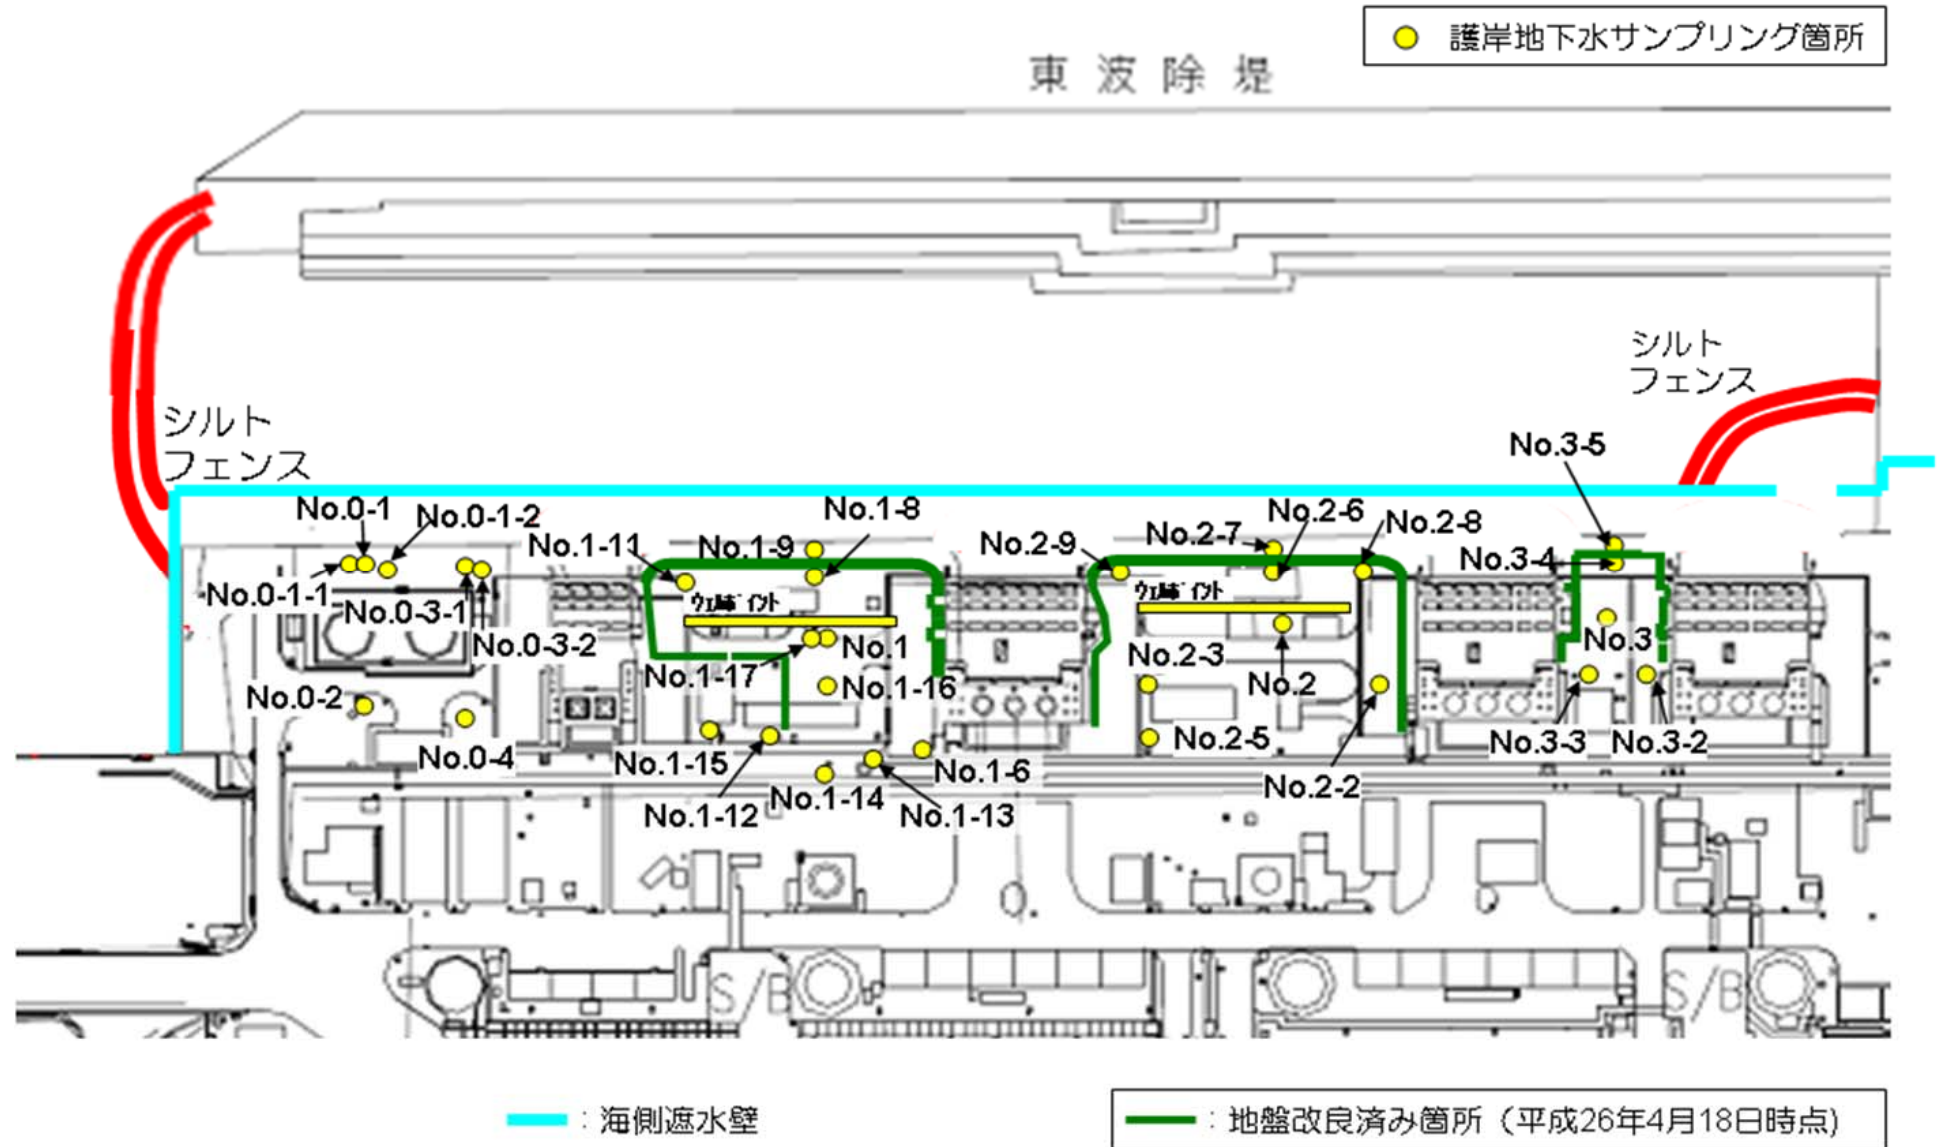 護岸地下水サンプリング箇所
東波除堤
シルト
フェンス
シルト
フェンス
No.3-5
No.0-1
No.0-1-2
No.1-8
No.2-6
No.2-8
No.1-11
No.1-9
No.2-9
No.2-7
No.3-4
No.0-1-1
No.0-3-1
ウェルポイント
ウェルポイント
No.0-3-2
No.1
No.3
No.1-17
No.2-3
No.1-16
No.2
No.0-2
No.0-4
No.1-15
No.1-6
No.2-5
No.3-3
No.3-2
No.1-12
No.1-14
No.1-13
No.2-2
S/B
S/B
:海側遮水壁
:地盤改良済み箇所(平成26年4月18日時点)